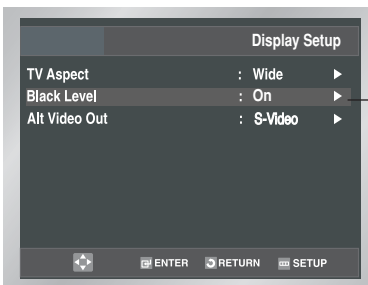 Display Setup
TV Aspect : Wide
Black Level : On
Alt Video Out : S-Video
ENTER RETURN SETUP